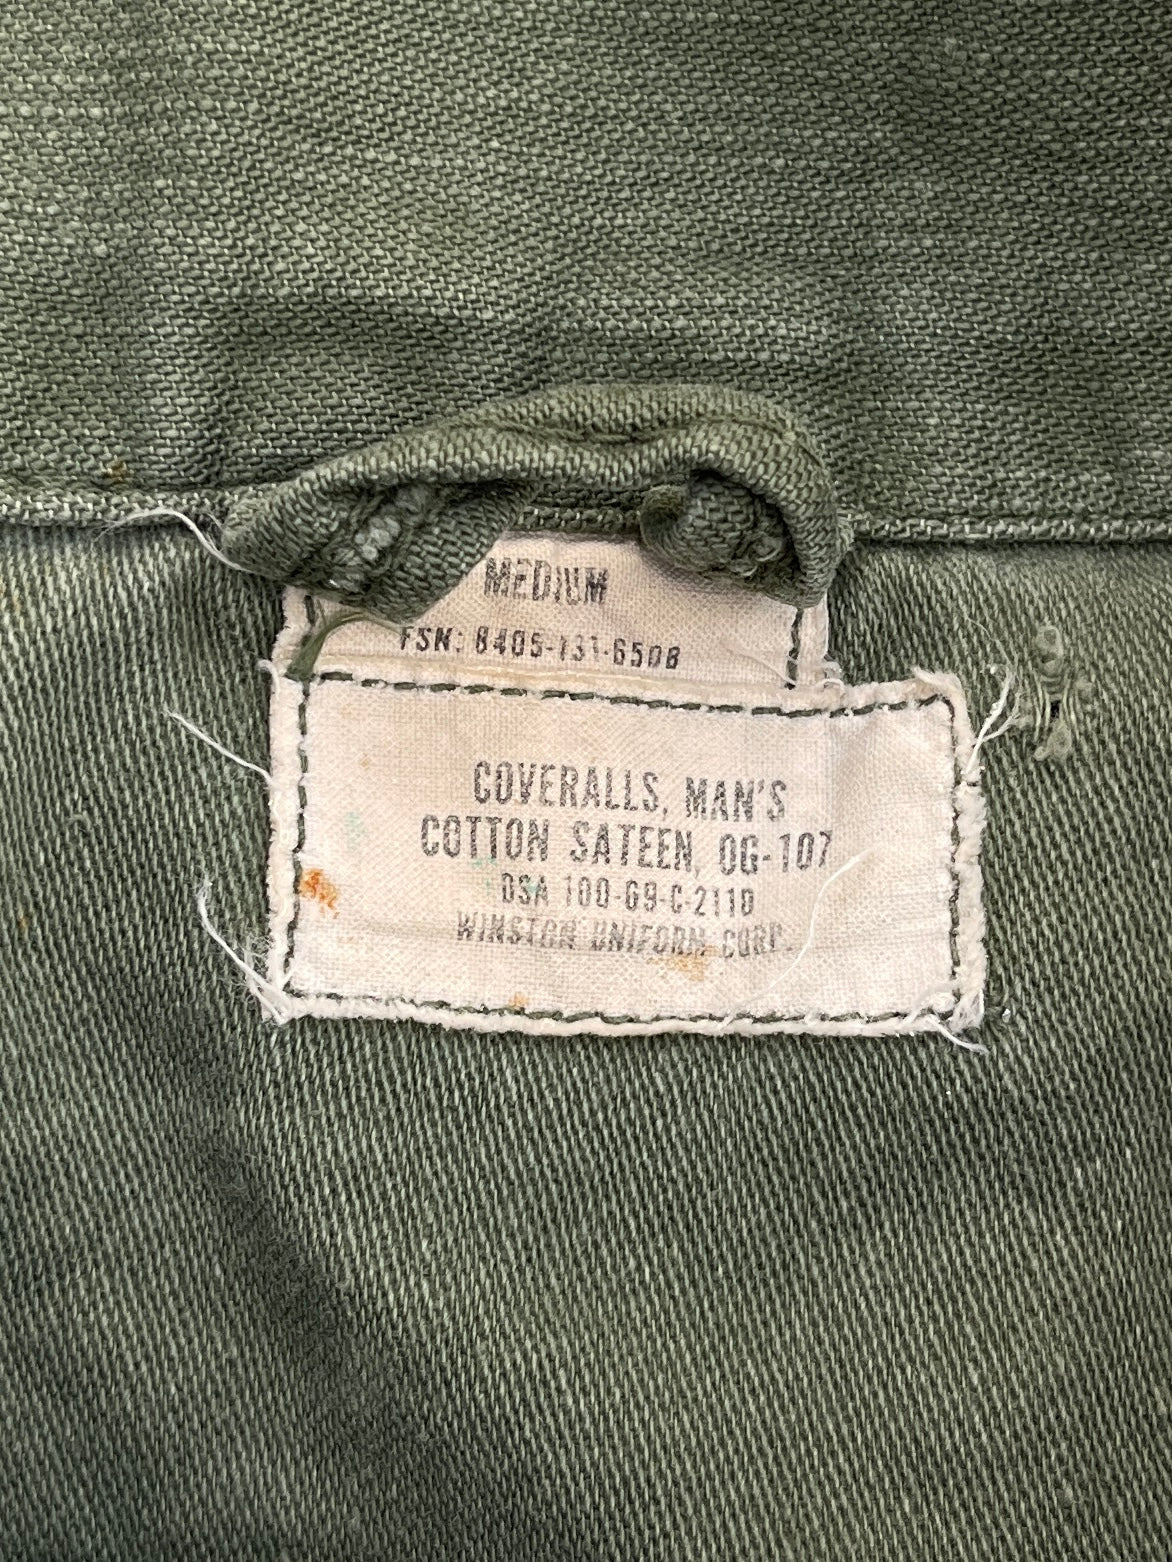 MEDIUM
FSN: 8405-131-6508
COVERALLS, MAN'S
COTTON SATEEN, OG-107
DSA 100-69-C-2110
WINSTON UNIFORM CORP.